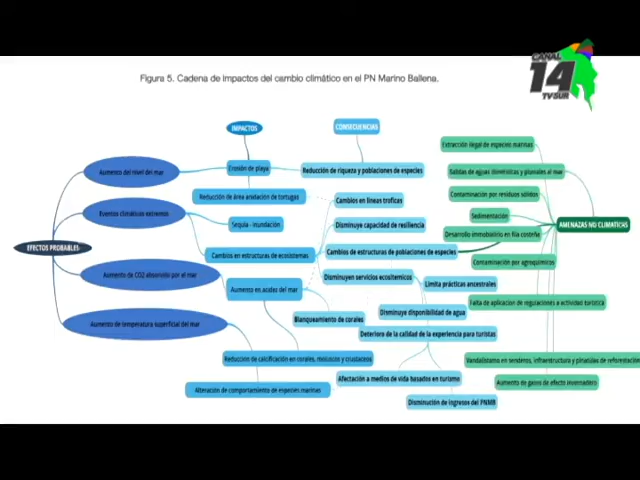 CANAL
14
TV SUR
Figura 5. Cadena de impactos del cambio climático en el PN Marino Ballena.
IMPACTOS
CONSECUENCIAS
EFECTOS PROBABLES
Aumento del nivel del mar
Eventos climáticos extremos
Aumento de CO2 absorvido por el mar
Aumento de temperatura superficial del mar
Erosión de playa
Reducción de área anidación de tortugas
Sequía - inundación
Cambios en estructuras de ecosistemas
Aumento en acidez del mar
Reducción de calcificación en corales, moluscos y crustaceos
Alteración de comportamiento de especies marinas
Reducción de riqueza y poblaciones de especies
Cambios en líneas troficas
Disminuye capacidad de resiliencia
Cambios de estructuras de poblaciones de especies
Disminuyen servicios ecositemicos
Limita prácticas ancestrales
Disminuye disponibilidad de agua
Blanqueamiento de corales
Deterioro de la calidad de la experiencia para turistas
Afectación a medios de vida basados en turismo
Disminución de ingresos del PNMB
Extracción ilegal de especies marinas
Salidas de aguas domésticas y pluviales al mar
Contaminación por residuos sólidos
Sedimentación
Desarrollo inmobiliario en fila costeña
Contaminación por agroquímicos
AMENAZAS NO CLIMATICAS
Falta de aplicacion de regulaciones a actividad turística
Vandalismo en senderos, infraestructura y plantulas de reforestación
Aumento de gases de efecto invernadero